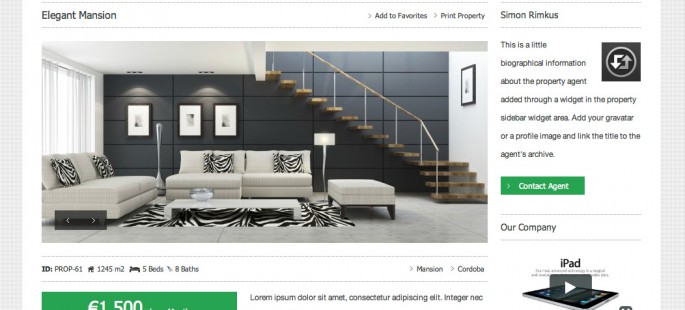 Elegant Mansion
Add to Favorites
Print Property
ID: PROP-61 1245 m2 5 Beds 8 Baths
Mansion
Cordoba
€1,500
Lorem ipsum dolor sit amet, consectetur adipiscing elit. Integer nec
Simon Rimkus
This is a little
biographical information
about the property agent
added through a widget in the property
sidebar widget area. Add your gravatar
or a profile image and link the title to the
agent's archive.
Contact Agent
Our Company
iPad